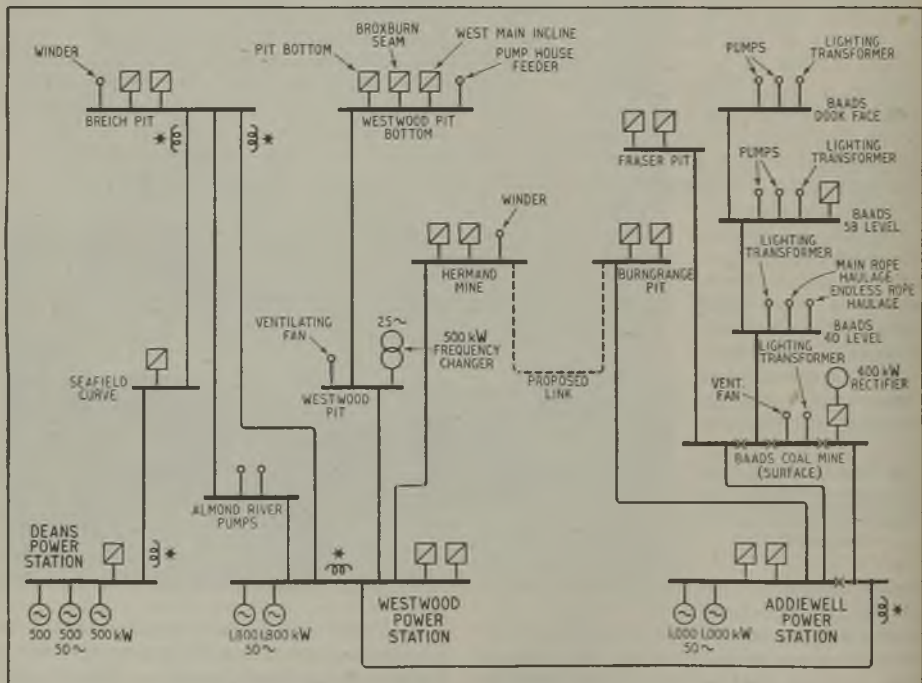 WINDER
BREICH PIT
PIT BOTTOM
BROXBURN
SEAM
WEST MAIN INCLINE
PUMP HOUSE
FEEDER
WESTWOOD PIT
BOTTOM
PUMPS
LIGHTING
TRANSFORMER
BAADS
DOOK FACE
FRASER PIT
PUMPS
LIGHTING
TRANSFORMER
BAADS
58 LEVEL
WINDER
HERMAND
MINE
BURNGRANGE
PIT
LIGHTING
TRANSFORMER
MAIN ROPE
HAULAGE
ENDLESS ROPE
HAULAGE
BAADS
40 LEVEL
PROPOSED
LINK
VENTILATING
FAN
25~
500 kW
FREQUENCY
CHANGER
WESTWOOD
PIT
SEAFIELD
CURVE
LIGHTING
TRANSFORMER
VENT.
FAN
400 kW
RECTIFIER
BAADS COAL MINE
(SURFACE)
ALMOND RIVER
PUMPS
DEANS
POWER
STATION
500 500 500 kW
50~
1,800 1,800 kW
50~
WESTWOOD
POWER
STATION
1,000 1,000 kW
50~
ADDIEWELL
POWER
STATION